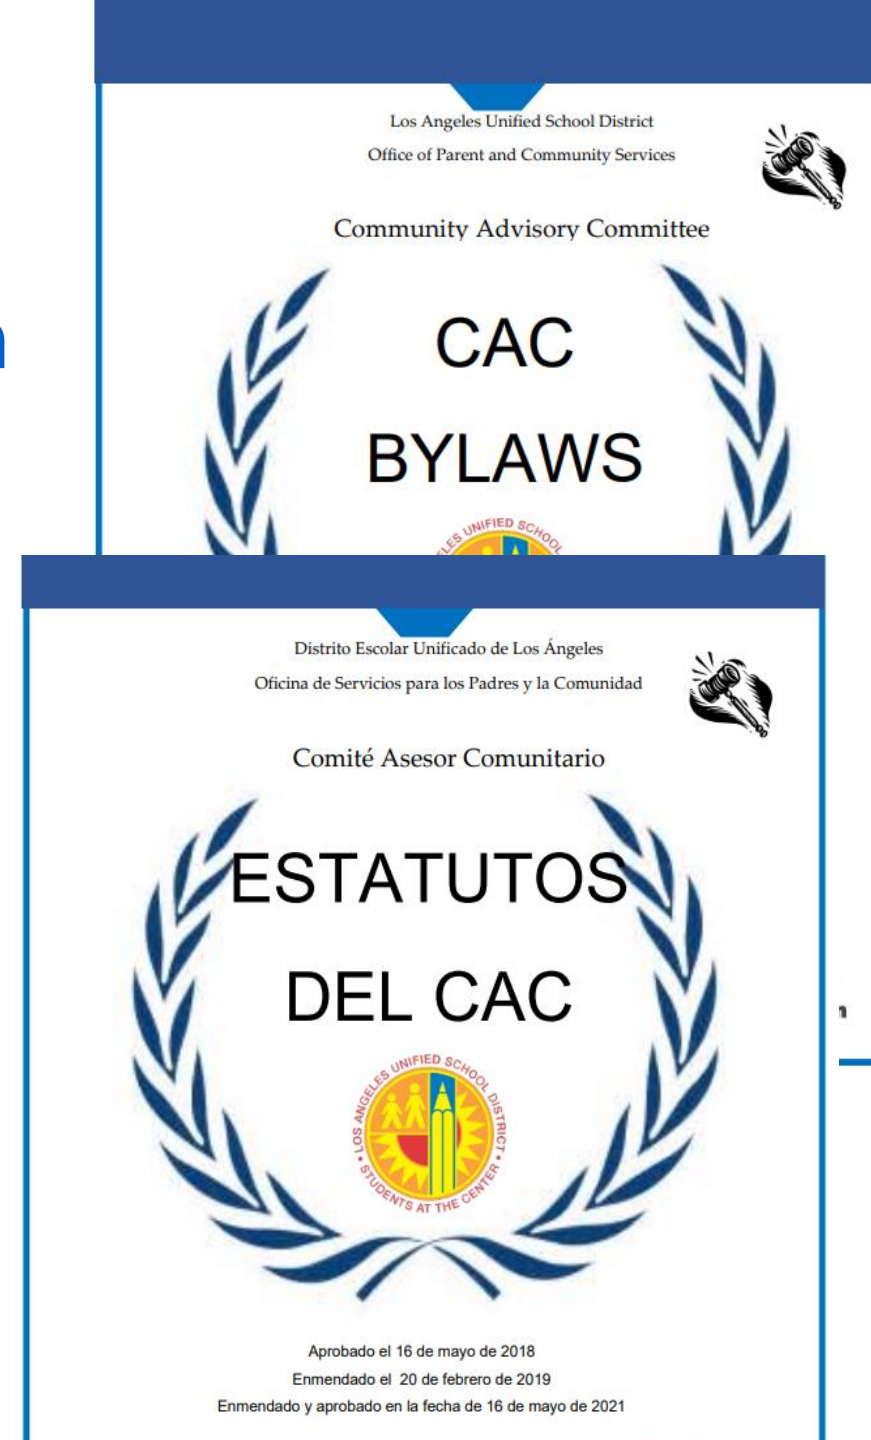 Los Angeles Unified School District
Office of Parent and Community Services
Community Advisory Committee
CAC
BYLAWS
UNIFIED SCHOO
Distrito Escolar Unificado de Los Ángeles
Oficina de Servicios para los Padres y la Comunidad
Comité Asesor Comunitario
ESTATUTOS
DEL CAC
LOS ANGELES UNIFIED SCHOOL DISTRICT
STUDENTS AT THE CENTER
Aprobado el 16 de mayo de 2018
Enmendado el 20 de febrero de 2019
Enmendado y aprobado en la fecha de 16 de mayo de 2021